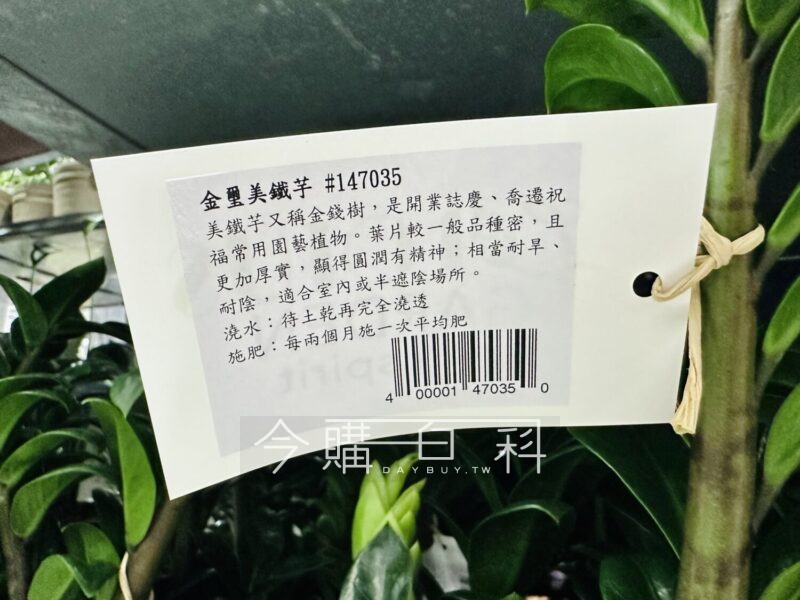 金璽美鐵芋 #147035
美鐵芋又稱金錢樹，是開業誌慶、喬遷祝
福常用園藝植物。葉片較一般品種密，且
更加厚實，顯得圓潤有精神；相當耐旱、
耐陰，適合室內或半遮陰場所。
澆水：待土乾再完全澆透
施肥：每兩個月施一次平均肥
4 00001 47035 0
今購百科
DAYBUY.TW